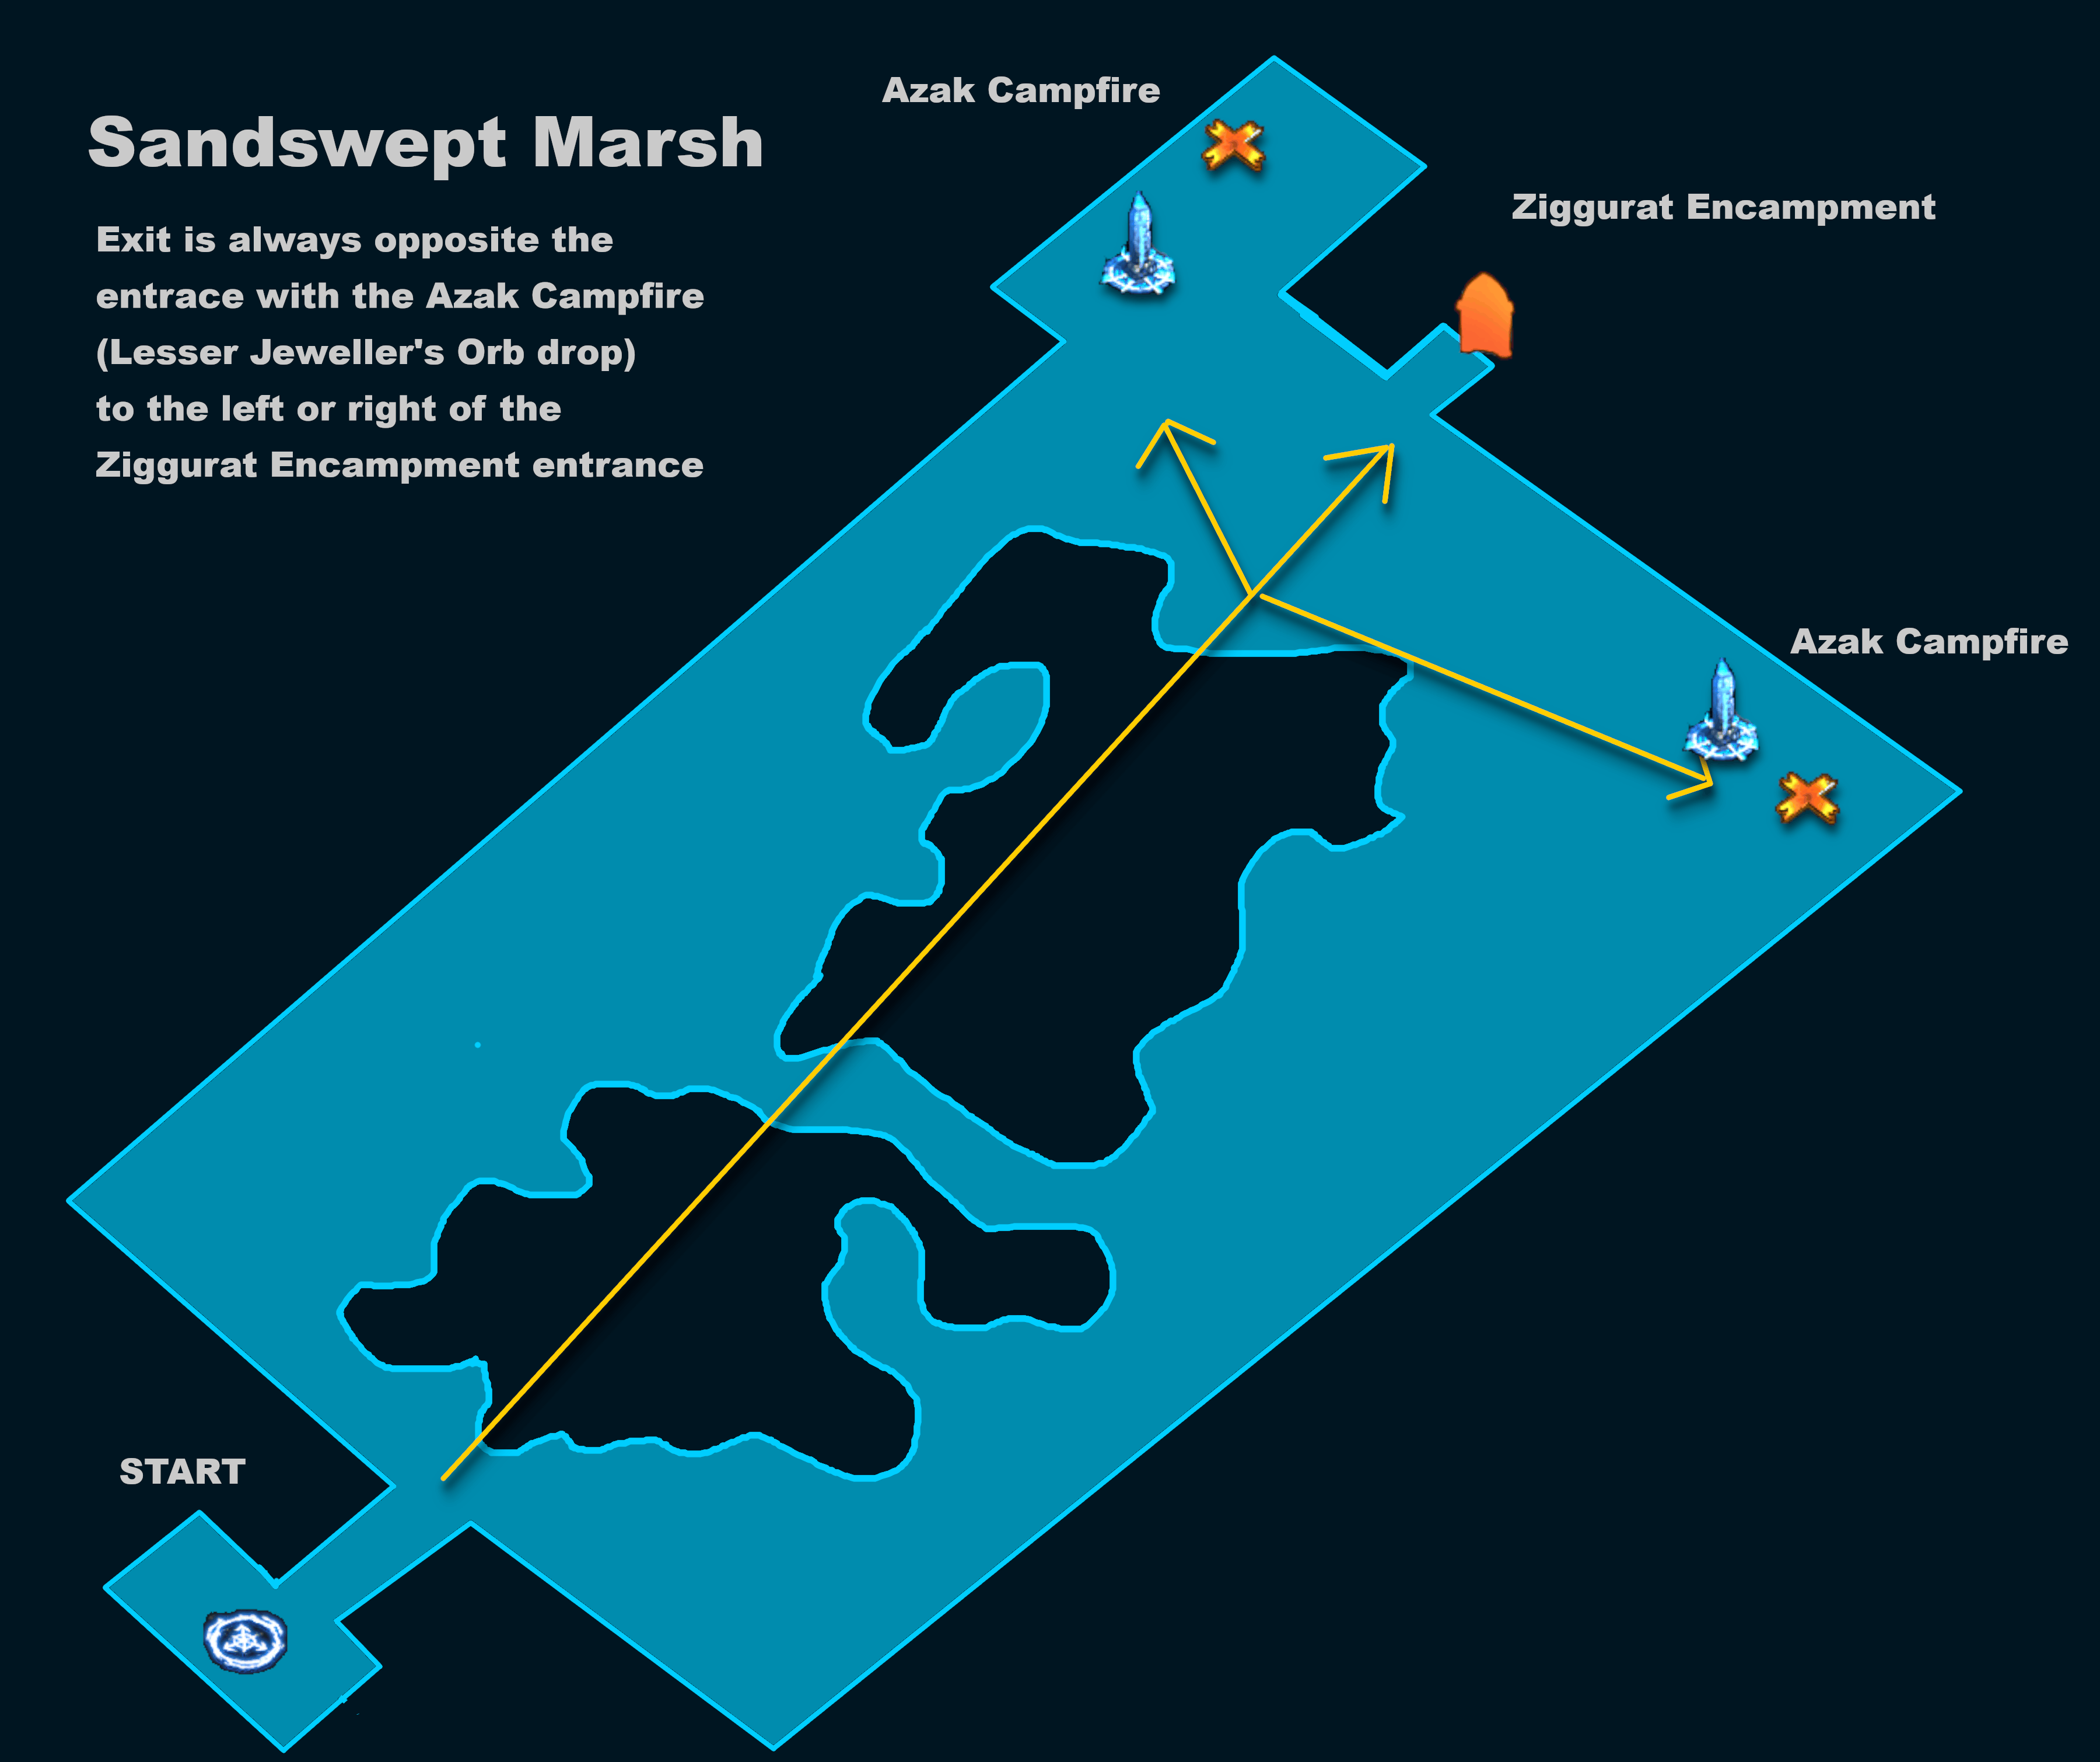 Azak Campfire
Sandswept Marsh
Ziggurat Encampment
Exit is always opposite the
entrace with the Azak Campfire
(Lesser Jeweller's Orb drop)
to the left or right of the
Ziggurat Encampment entrance
Azak Campfire
START